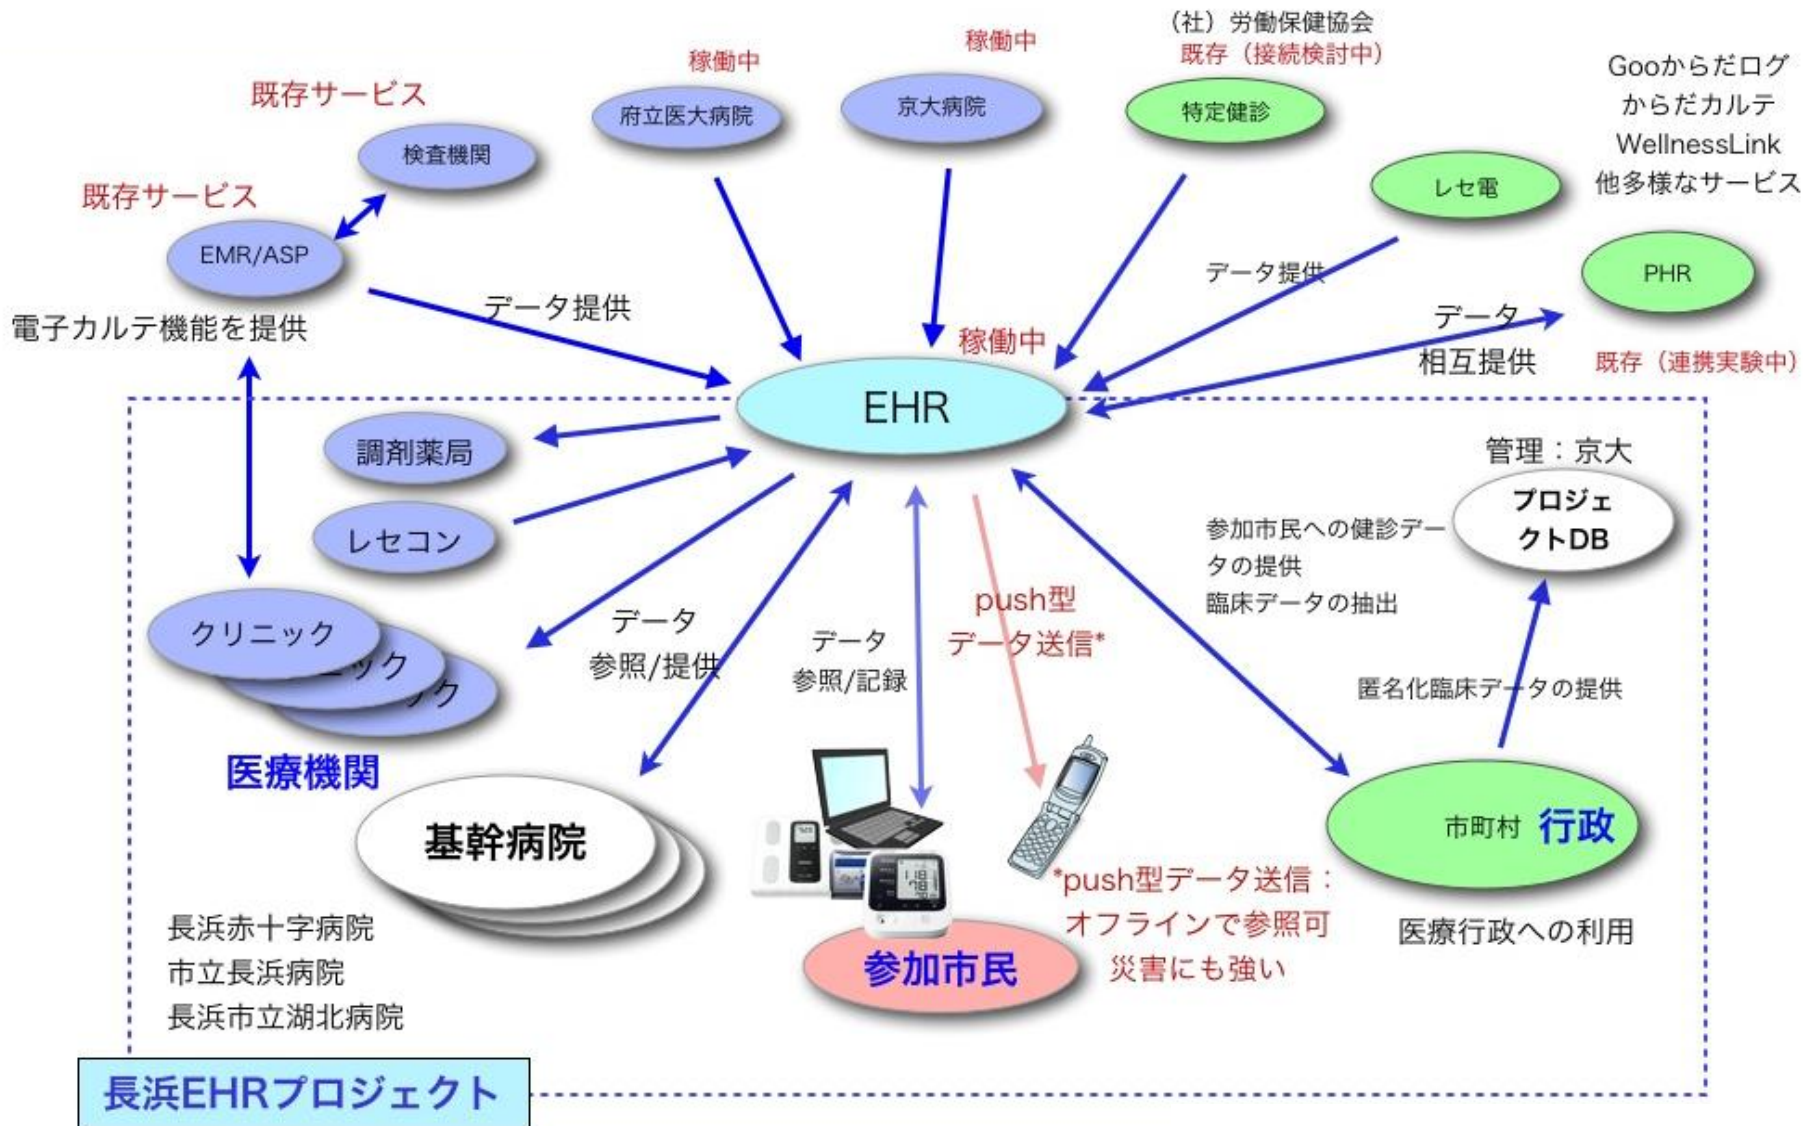 （社）労働保健協会
既存（接続検討中）
稼働中
稼働中
Gooからだログ
からだカルテ
WellnessLink
他多様なサービス
既存サービス
検査機関
府立医大病院
京大病院
特定健診
レセ電
既存サービス
EMR/ASP
PHR
電子カルテ機能を提供
データ提供
データ提供
データ
相互提供
既存（連携実験中）
稼働中
EHR
調剤薬局
レセコン
管理：京大
プロジェ
クトDB
参加市民への健診デー
タの提供
臨床データの抽出
クリニック
ニック
ック
データ
参照/提供
データ
参照/記録
push型
データ送信*
匿名化臨床データの提供
医療機関
基幹病院
市町村 行政
*push型データ送信：
オフラインで参照可
災害にも強い
医療行政への利用
長浜赤十字病院
市立長浜病院
長浜市立湖北病院
参加市民
長浜EHRプロジェクト